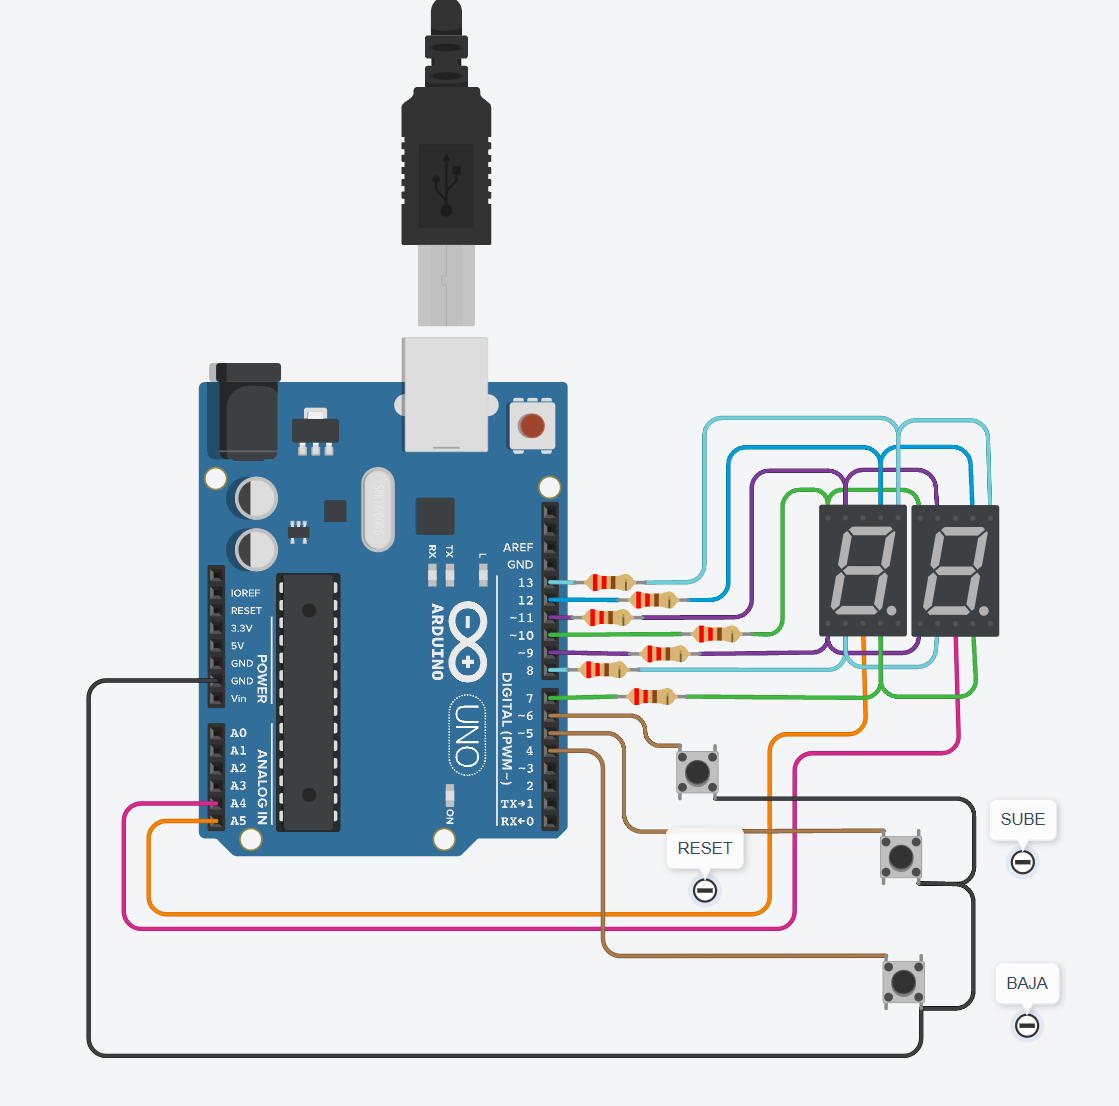 AREF
GND
13
12
~11
~10
~9
8
7
~6
~5
4
~3
2
TX→1
RX←0
DIGITAL (PWM~)
RX
TX
L
ARDUINO
UNO
ON
IOREF
RESET
3.3V
5V
GND
GND
Vin
POWER
A0
A1
A2
A3
A4
A5
ANALOG IN
RESET
SUBE
BAJA